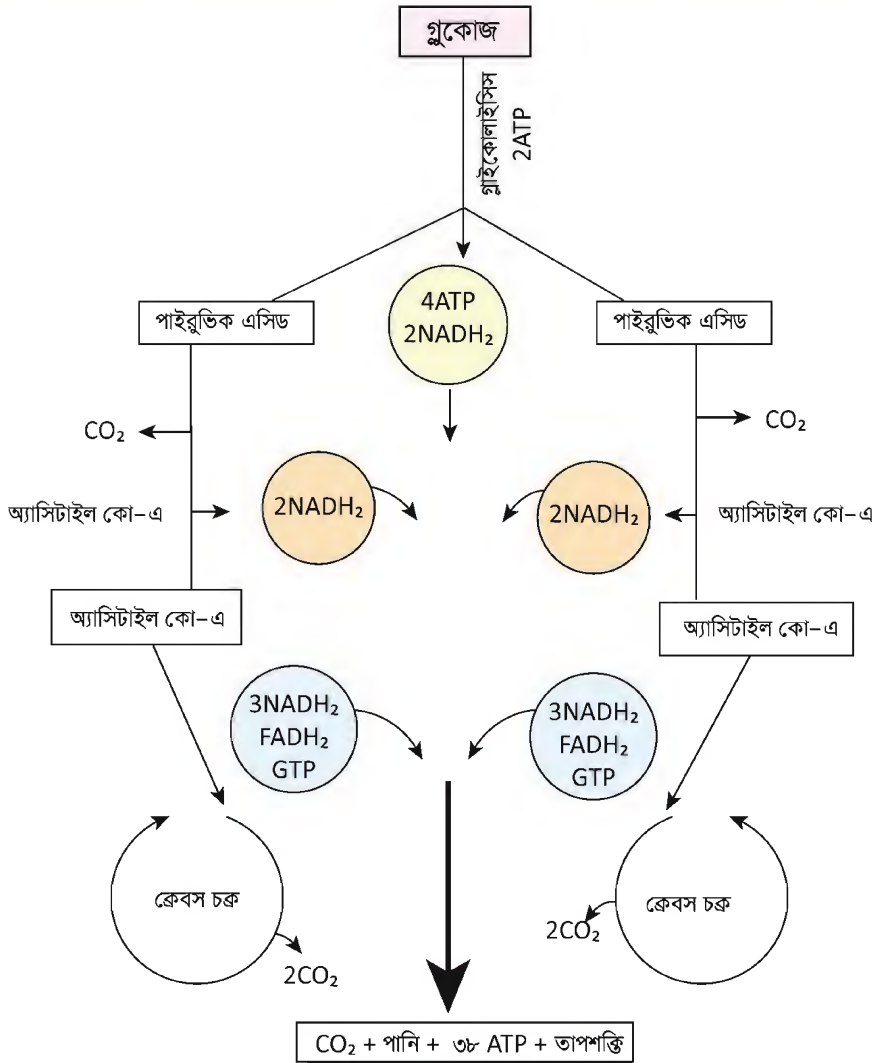 গ্লুকোজ
গ্লাইকোলাইসিস
2ATP
4ATP
2NADH₂
পাইরুভিক এসিড
পাইরুভিক এসিড
CO₂
CO₂
2NADH₂
2NADH₂
অ্যাসিটাইল কো-এ
অ্যাসিটাইল কো-এ
অ্যাসিটাইল কো-এ
অ্যাসিটাইল কো-এ
3NADH₂
FADH₂
GTP
3NADH₂
FADH₂
GTP
ক্রেবস চক্র
ক্রেবস চক্র
2CO₂
2CO₂
CO₂ + পানি + ৩৮ ATP + তাপশক্তি